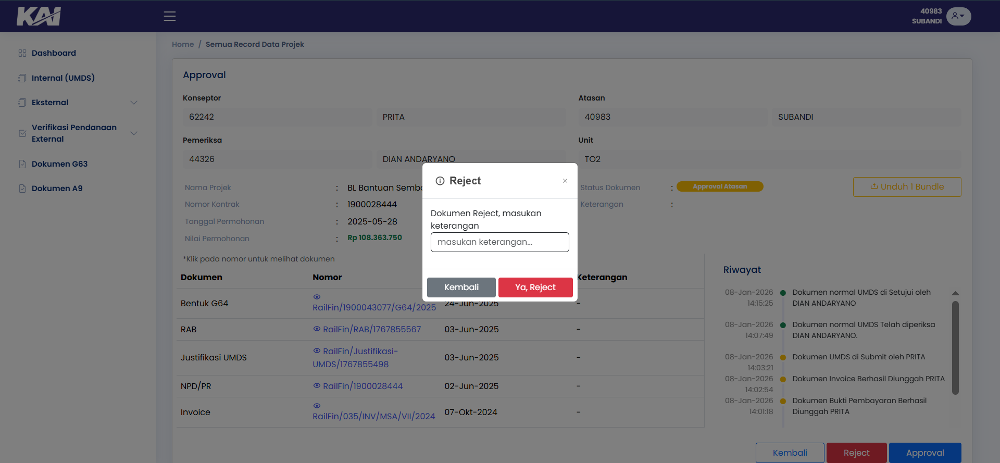 KAI
40983
SUBANDI
Dashboard
Internal (UMDS)
Eksternal
Verifikasi Pendanaan
External
Dokumen G63
Dokumen A9
Home / Semua Record Data Projek
Approval
Konseptor
62242 PRITA
Atasan
40983 SUBANDI
Pemeriksa
44326 DIAN ANDARYANO
Unit
TO2
Nama Projek : BL Bantuan
Nomor Kontrak : 1900028444
Tanggal Permohonan : 2025-05-28
Nilai Permohonan : Rp 108.363.750
Status Dokumen : Approval Atasan
Keterangan :
Unduh 1 Bundle
Reject
×
Dokumen Reject, masukan
keterangan
masukan keterangan...
Kembali Ya, Reject
*Klik pada nomor untuk melihat dokumen
Dokumen Nomor Keterangan
Bentuk G64 RailFin/1900043077/G64/2025 24-Jun-2025 -
RAB RailFin/RAB/1767855567 03-Jun-2025 -
Justifikasi UMDS RailFin/Justifikasi-
UMDS/1767855498 03-Jun-2025 -
NPD/PR RailFin/1900028444 02-Jun-2025 -
Invoice RailFin/035/INV/MSA/VII/2024 07-Okt-2024 -
Riwayat
08-Jan-2026 Dokumen normal UMDS di Setujui oleh
14:15:25 DIAN ANDARYANO
08-Jan-2026 Dokumen normal UMDS Telah diperiksa
14:07:49 DIAN ANDARYANO.
08-Jan-2026 Dokumen UMDS di Submit oleh PRITA
14:03:21
08-Jan-2026 Dokumen Invoice Berhasil Diunggah PRITA
14:02:54
08-Jan-2026 Dokumen Bukti Pembayaran Berhasil
14:01:18 Diunggah PRITA
Kembali Reject Approval